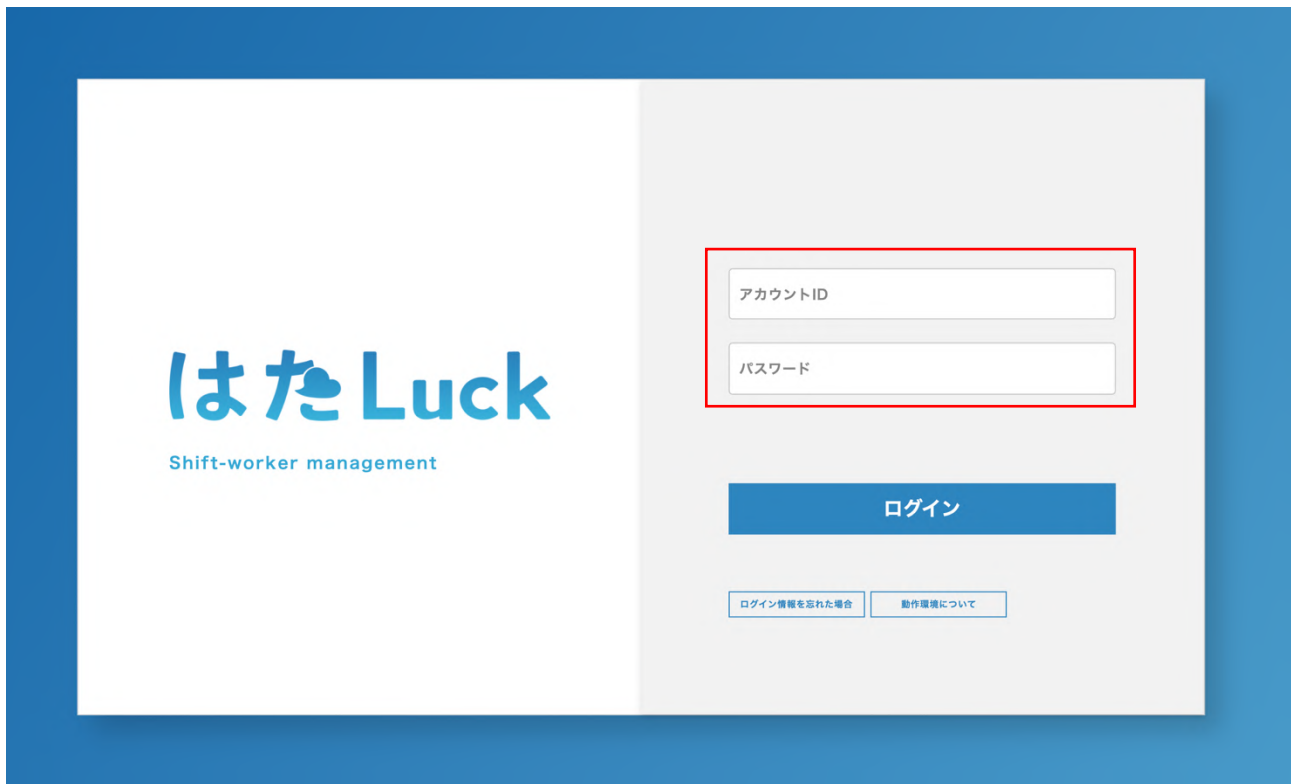 はたLuck
Shift-worker management
アカウントID
パスワード
ログイン
ログイン情報を忘れた場合
動作環境について